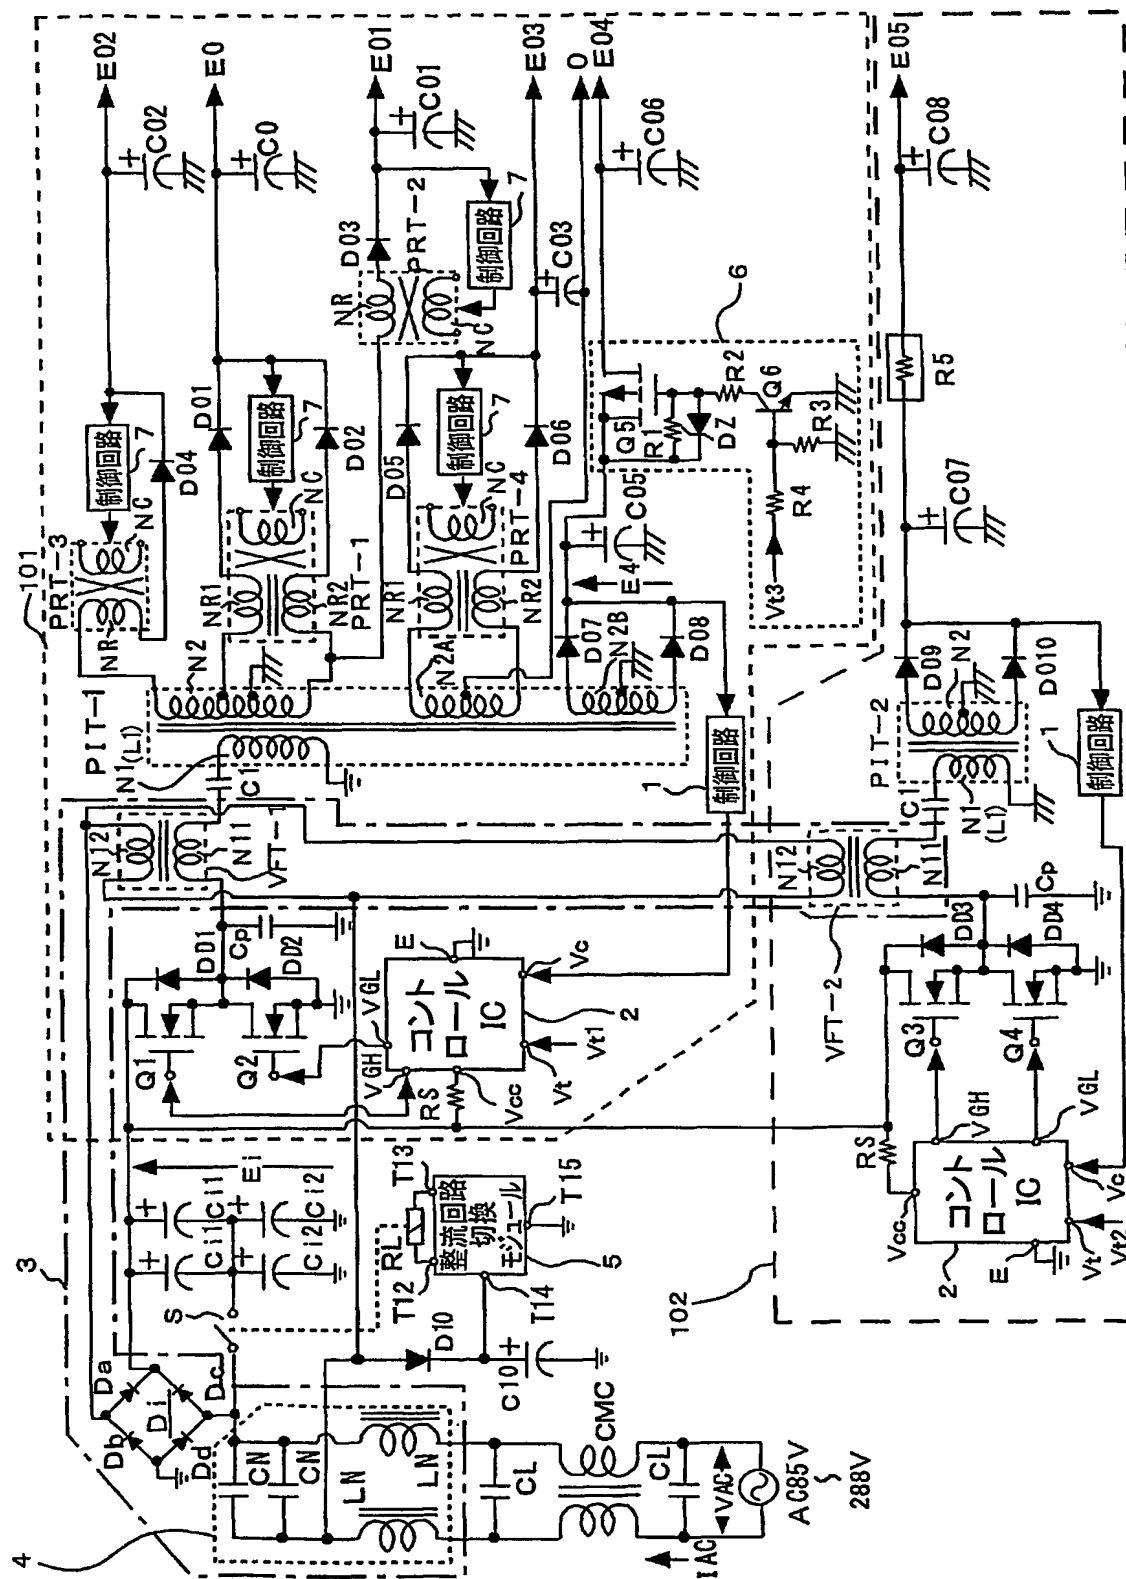 3
4
Da
Db
Di
Dc
Dd
CN
CN
LN
LN
CL
CMC
CL
VAC
IAC
AC85V
288V
S
Ci1
Ci1
Ci2
Ci2
Ei
D10
C10
T12
T13
T14
T15
RL
整流回路
切換
モジュール
5
101
N12
N11
VFT-1
DD1
DD2
Cp
Q1
Q2
VGH
VGL
E
RS
Vcc
コント
ロール
IC
2
Vt
Vt1
Vc
C1
N1
(L1)
PIT-1
N2
N2A
N2B
PRT-3
NR
NC
制御回路
7
D04
E02
C02
NR1
NR2
PRT-1
NC
制御回路
7
D01
D02
E0
C0
NR
NC
PRT-2
D03
制御回路
7
E01
C01
NR1
NR2
PRT-4
NC
制御回路
7
D05
D06
C03
E03
0
E04
C06
D07
D08
E4
C05
制御回路
1
6
Q5
R1
DZ
R2
Q6
R3
R4
Vt3
102
VFT-2
N12
N11
Cp
DD3
DD4
Q3
Q4
VGH
VGL
RS
Vcc
コント
ロール
IC
2
E
Vt
Vt2
Vc
C1
N1
(L1)
PIT-2
N2
D09
D010
制御回路
1
C07
R5
C08
E05